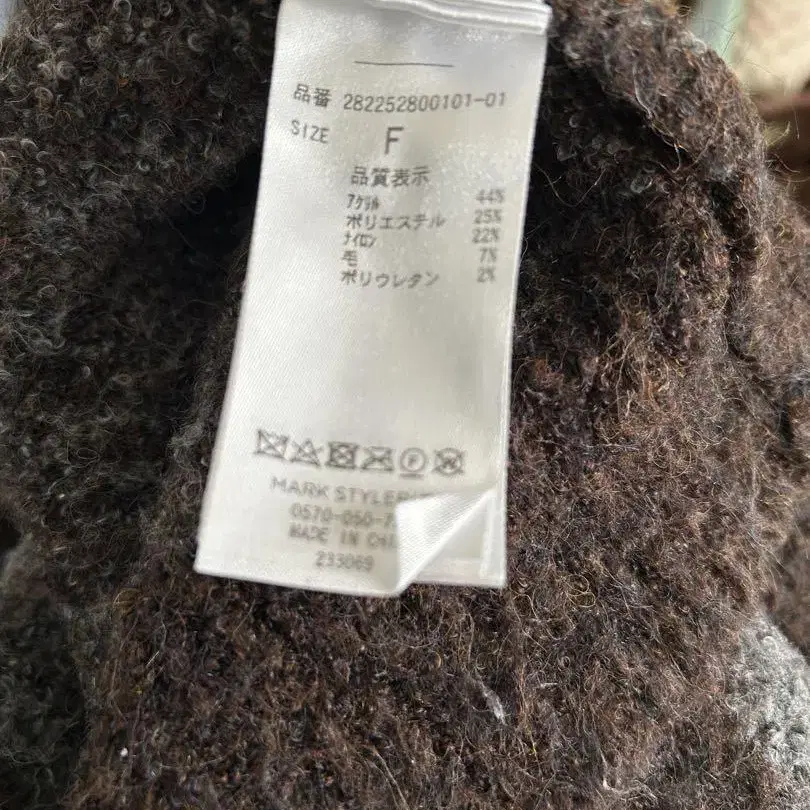 品番 282252800101-01
SIZE F
品質表示
アクリル 44%
ポリエステル 25%
ナイロン 22%
毛 7%
ポリウレタン 2%
MARK
0570-050-
MADE IN
233069